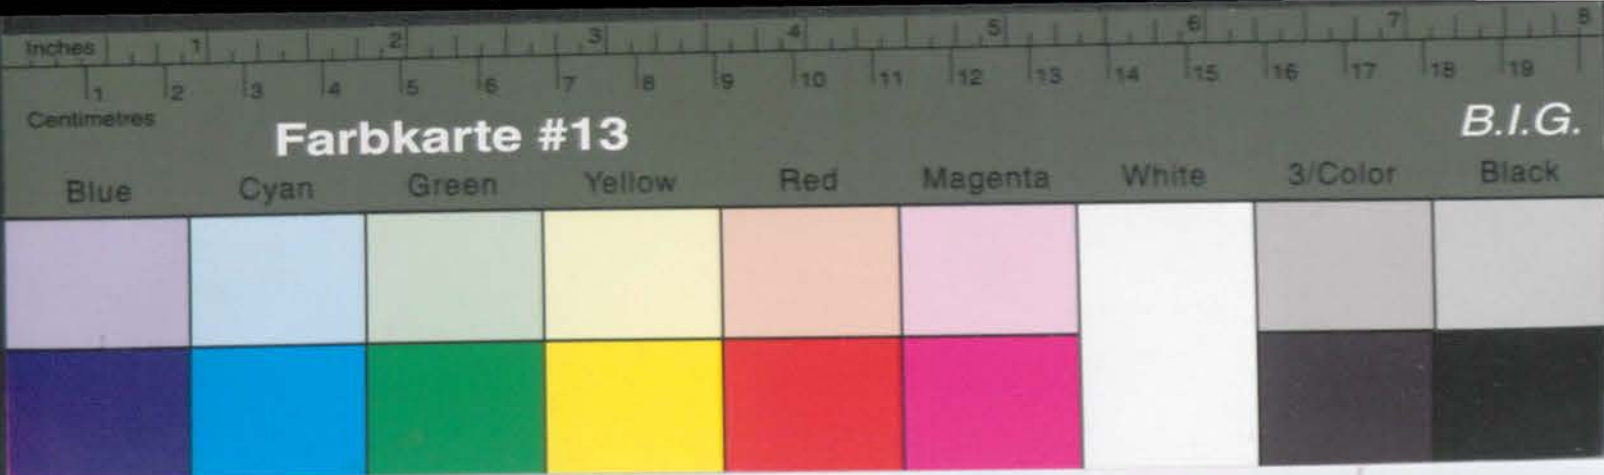 Inches 1 2 3 4 5 6 7 8
1 2 3 4 5 6 7 8 9 10 11 12 13 14 15 16 17 18 19
Centimetres
Farbkarte #13
B.I.G.
Blue Cyan Green Yellow Red Magenta White 3/Color Black